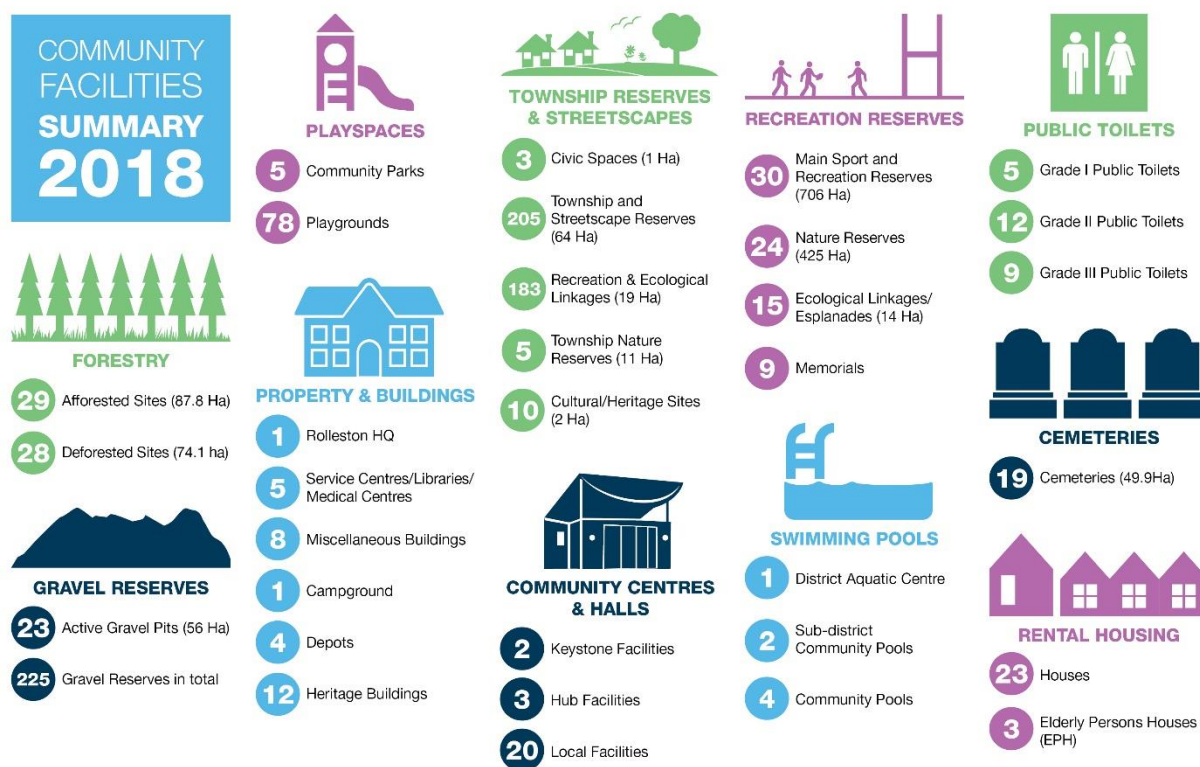 COMMUNITY
FACILITIES
SUMMARY
2018
FORESTRY
29 Afforested Sites (87.8 Ha)
28 Deforested Sites (74.1 ha)
GRAVEL RESERVES
23 Active Gravel Pits (56 Ha)
225 Gravel Reserves in total
PLAYSPACES
5 Community Parks
78 Playgrounds
PROPERTY & BUILDINGS
1 Rolleston HQ
5 Service Centres/Libraries/
Medical Centres
8 Miscellaneous Buildings
1 Campground
4 Depots
12 Heritage Buildings
TOWNSHIP RESERVES
& STREETSCAPES
3 Civic Spaces (1 Ha)
205 Township and
Streetscape Reserves
(64 Ha)
183 Recreation & Ecological
Linkages (19 Ha)
5 Township Nature
Reserves (11 Ha)
10 Cultural/Heritage Sites
(2 Ha)
COMMUNITY CENTRES
& HALLS
2 Keystone Facilities
3 Hub Facilities
20 Local Facilities
RECREATION RESERVES
30 Main Sport and
Recreation Reserves
(706 Ha)
24 Nature Reserves
(425 Ha)
15 Ecological Linkages/
Esplanades (14 Ha)
9 Memorials
SWIMMING POOLS
1 District Aquatic Centre
2 Sub-district
Community Pools
4 Community Pools
PUBLIC TOILETS
5 Grade I Public Toilets
12 Grade II Public Toilets
9 Grade III Public Toilets
CEMETERIES
19 Cemeteries (49.9Ha)
RENTAL HOUSING
23 Houses
3 Elderly Persons Houses
(EPH)